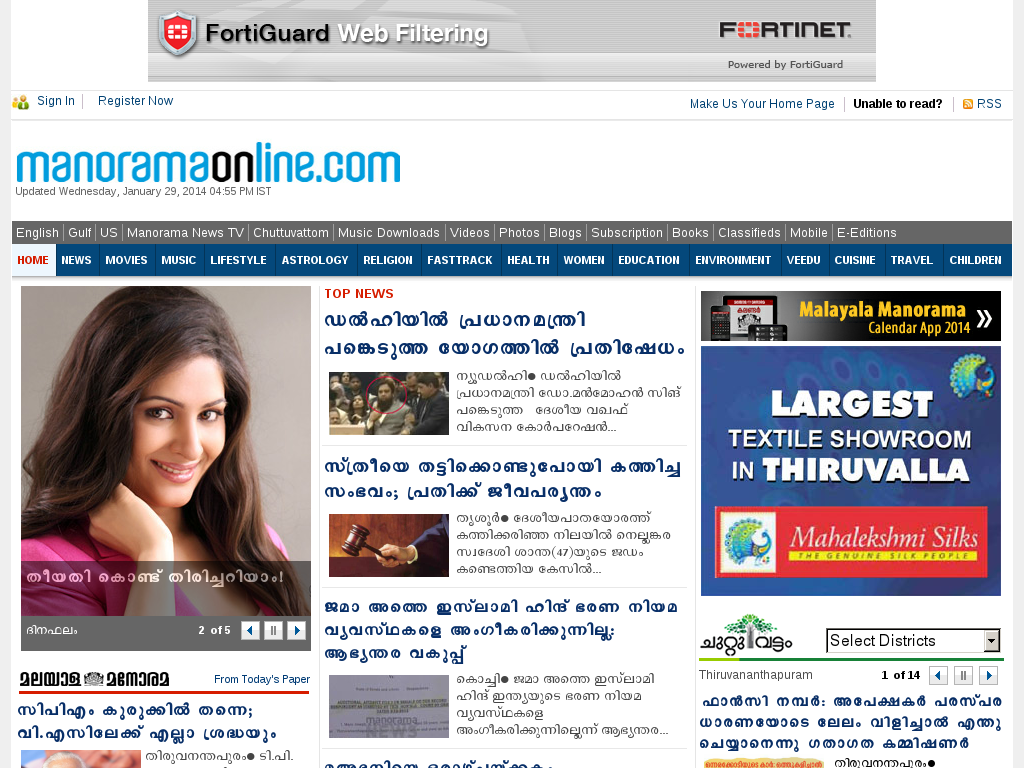 FortiGuard Web Filtering
FORTINET
Powered by FortiGuard
Sign In Register Now
Make Us Your Home Page Unable to read? RSS
manoramaonline.com
Updated Wednesday, January 29, 2014 04:55 PM IST
English Gulf US Manorama News TV Chuttuvattom Music Downloads Videos Photos Blogs Subscription Books Classifieds Mobile E-Editions
HOME NEWS MOVIES MUSIC LIFESTYLE ASTROLOGY RELIGION FASTTRACK HEALTH WOMEN EDUCATION ENVIRONMENT VEEDU CUISINE TRAVEL CHILDREN
തീയതി കൊണ്ട് തിരിച്ചറിയാം!
ദിനഫലം 2 of 5
മലയാള മനോരമ From Today's Paper
സിപിഎം കുരുക്കിൽ തന്നെ;
വി.എസിലേക്ക് എല്ലാ ശ്രദ്ധയും
തിരുവനന്തപുരം● ടി.പി.
TOP NEWS
ഡൽഹിയിൽ പ്രധാനമന്ത്രി
പങ്കെടുത്ത യോഗത്തിൽ പ്രതിഷേധം
ന്യൂഡൽഹി● ഡൽഹിയിൽ
പ്രധാനമന്ത്രി ഡോ.മൻമോഹൻ സിങ്
പങ്കെടുത്ത ദേശീയ വഖഫ്
വികസന കോർപറേഷൻ...
സ്ത്രീയെ തട്ടിക്കൊണ്ടുപോയി കത്തിച്ച
സംഭവം; പ്രതിക്ക് ജീവപര്യന്തം
തൃശൂർ● ദേശീയപാതയോരത്ത്
കത്തിക്കരിഞ്ഞ നിലയിൽ നെല്ലങ്കര
സ്വദേശി ശാന്ത(47)യുടെ ജഡം
കണ്ടെത്തിയ കേസിൽ...
ജമാ അത്തെ ഇസ്ലാമി ഹിന്ദ് ഭരണ നിയമ
വ്യവസ്ഥകളെ അംഗീകരിക്കുന്നില്ല:
ആഭ്യന്തര വകുപ്പ്
manorama
NEWS
കൊച്ചി● ജമാ അത്തെ ഇസ്ലാമി
ഹിന്ദ് ഇന്ത്യയുടെ ഭരണ നിയമ
വ്യവസ്ഥകളെ
അംഗീകരിക്കുന്നില്ലെന്ന് ആഭ്യന്തര...
Malayala Manorama
Calendar App 2014 »
LARGEST
TEXTILE SHOWROOM
IN THIRUVALLA
Mahalekshmi Silks
THE GENUINE SILK PEOPLE
ചുറ്റുവട്ടം Select Districts
Thiruvananthapuram 1 of 14
ഫാൻസി നമ്പർ: അപേക്ഷകർ പരസ്പര
ധാരണയോടെ ലേലം വിളിച്ചാൽ എന്തു
ചെയ്യാനെന്നു ഗതാഗത കമ്മിഷണർ
തിരുവനന്തപുരം●